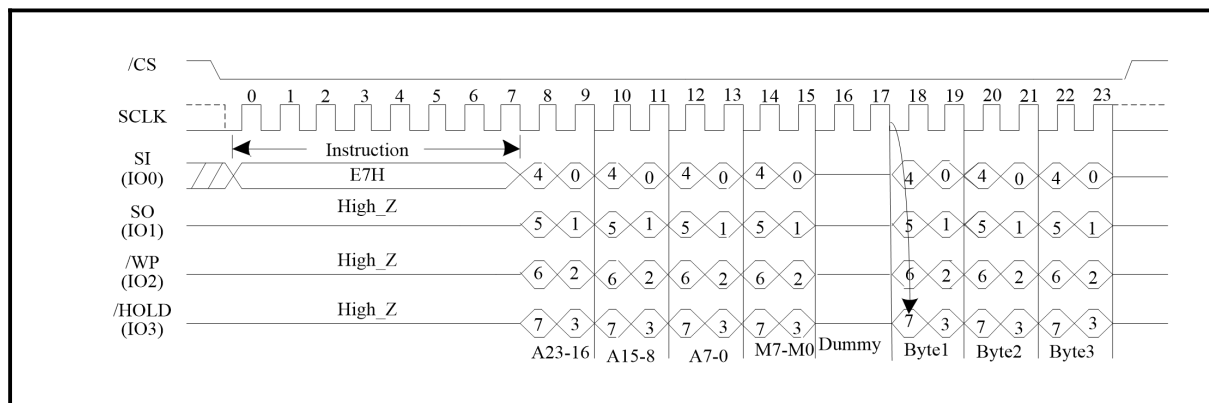 /CS
0 1 2 3 4 5 6 7 8 9 10 11 12 13 14 15 16 17 18 19 20 21 22 23
SCLK
Instruction
SI
(IO0)
E7H
4 0 4 0 4 0 4 0 4 0 4 0 4 0
High_Z
SO
(IO1)
5 1 5 1 5 1 5 1 5 1 5 1 5 1
High_Z
/WP
(IO2)
6 2 6 2 6 2 6 2 6 2 6 2 6 2
High_Z
/HOLD
(IO3)
7 3 7 3 7 3 7 3 7 3 7 3 7 3
A23-16 A15-8 A7-0 M7-M0 Dummy Byte1 Byte2 Byte3